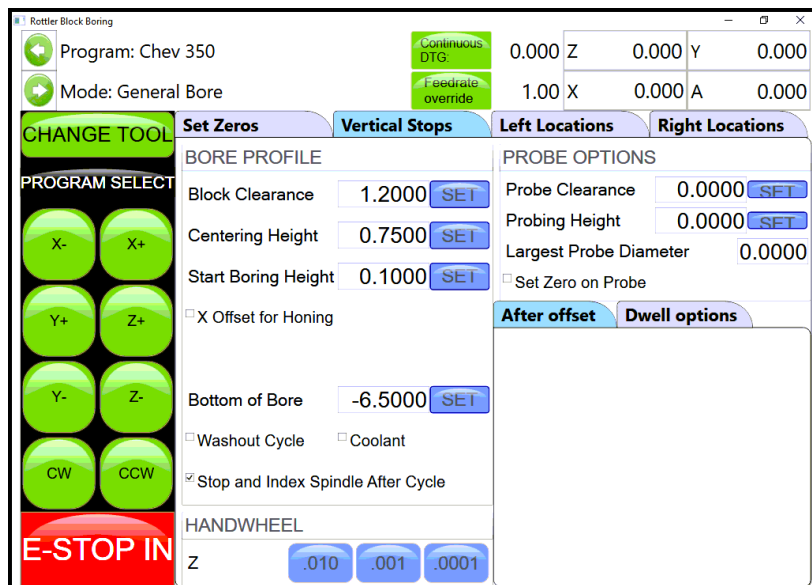 Rottler Block Boring
Program: Chev 350
Continuous DTG: 0.000 Z 0.000 Y 0.000
Mode: General Bore
Feedrate override 1.00 X 0.000 A 0.000
CHANGE TOOL
PROGRAM SELECT
X- X+
Y+ Z+
Y- Z-
CW CCW
E-STOP IN
Set Zeros Vertical Stops Left Locations Right Locations
BORE PROFILE
Block Clearance 1.2000 SET
Centering Height 0.7500 SET
Start Boring Height 0.1000 SET
X Offset for Honing
Bottom of Bore -6.5000 SET
Washout Cycle Coolant
Stop and Index Spindle After Cycle
HANDWHEEL
Z .010 .001 .0001
PROBE OPTIONS
Probe Clearance 0.0000 SET
Probing Height 0.0000 SET
Largest Probe Diameter 0.0000
Set Zero on Probe
After offset Dwell options